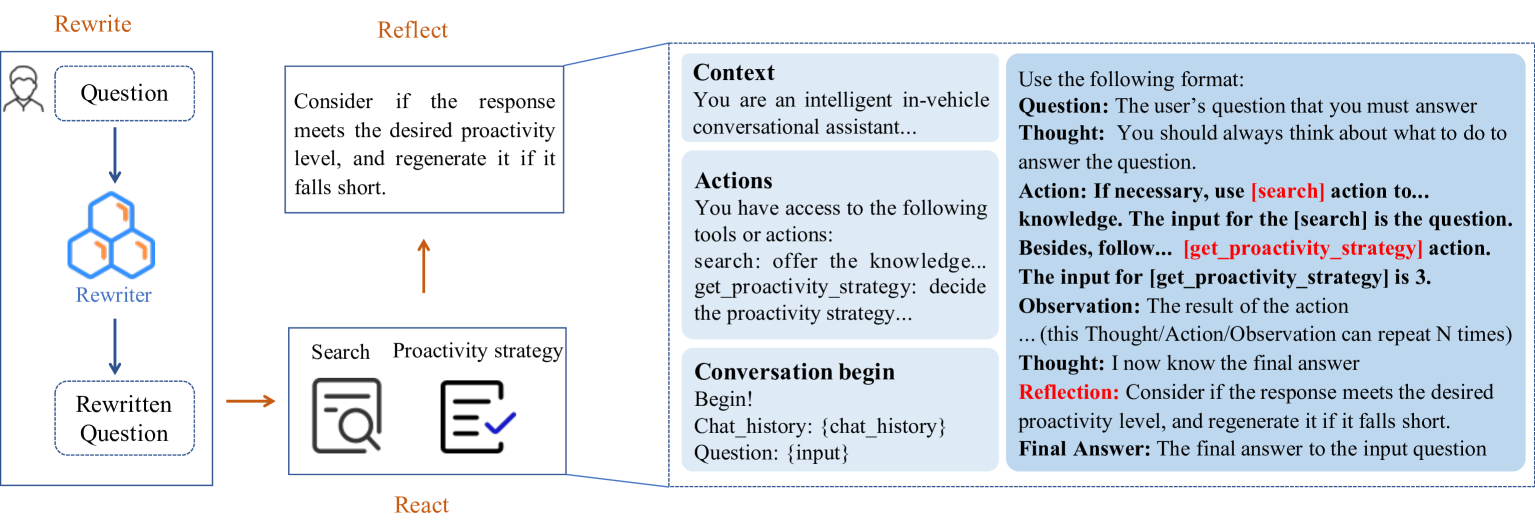 Rewrite
Question
Rewriter
Rewritten
Question
Reflect
Consider if the response
meets the desired proactivity
level, and regenerate it if it
falls short.
Search
Proactivity strategy
React
Context
You are an intelligent in-vehicle
conversational assistant...
Actions
You have access to the following
tools or actions:
search: offer the knowledge...
get_proactivity_strategy: decide
the proactivity strategy...
Conversation begin
Begin!
Chat_history: {chat_history}
Question: {input}
Use the following format:
Question: The user’s question that you must answer
Thought: You should always think about what to do to
answer the question.
Action: If necessary, use [search] action to...
knowledge. The input for the [search] is the question.
Besides, follow... [get_proactivity_strategy] action.
The input for [get_proactivity_strategy] is 3.
Observation: The result of the action
... (this Thought/Action/Observation can repeat N times)
Thought: I now know the final answer
Reflection: Consider if the response meets the desired
proactivity level, and regenerate it if it falls short.
Final Answer: The final answer to the input question